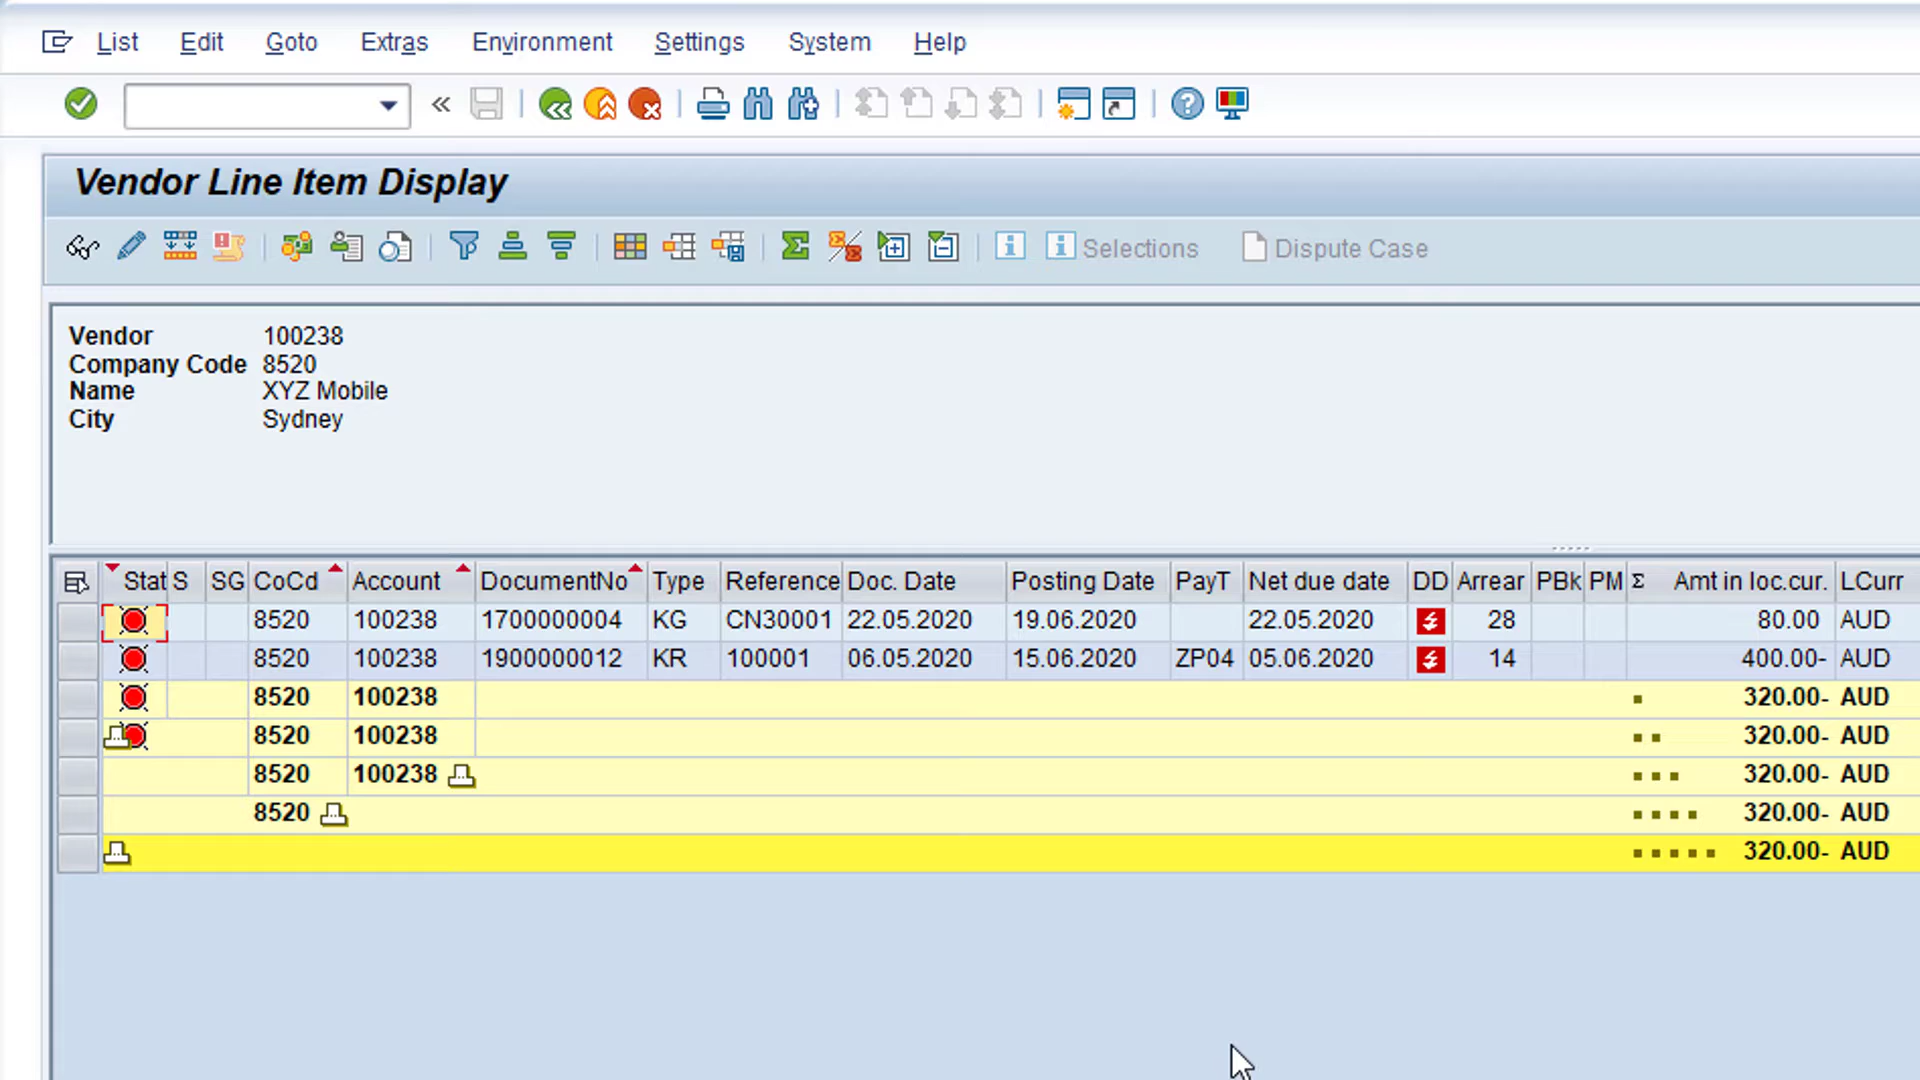 List Edit Goto Extras Environment Settings System Help
Vendor Line Item Display
Selections Dispute Case
Vendor 100238
Company Code 8520
Name XYZ Mobile
City Sydney
Stat S SG CoCd Account DocumentNo Type Reference Doc. Date Posting Date PayT Net due date DD Arrear PBk PM Σ Amt in loc.cur. LCurr
8520 100238 1700000004 KG CN30001 22.05.2020 19.06.2020 22.05.2020 28 80.00 AUD
8520 100238 1900000012 KR 100001 06.05.2020 15.06.2020 ZP04 05.06.2020 14 400.00- AUD
8520 100238 320.00- AUD
8520 100238 320.00- AUD
8520 100238 320.00- AUD
8520 320.00- AUD
320.00- AUD